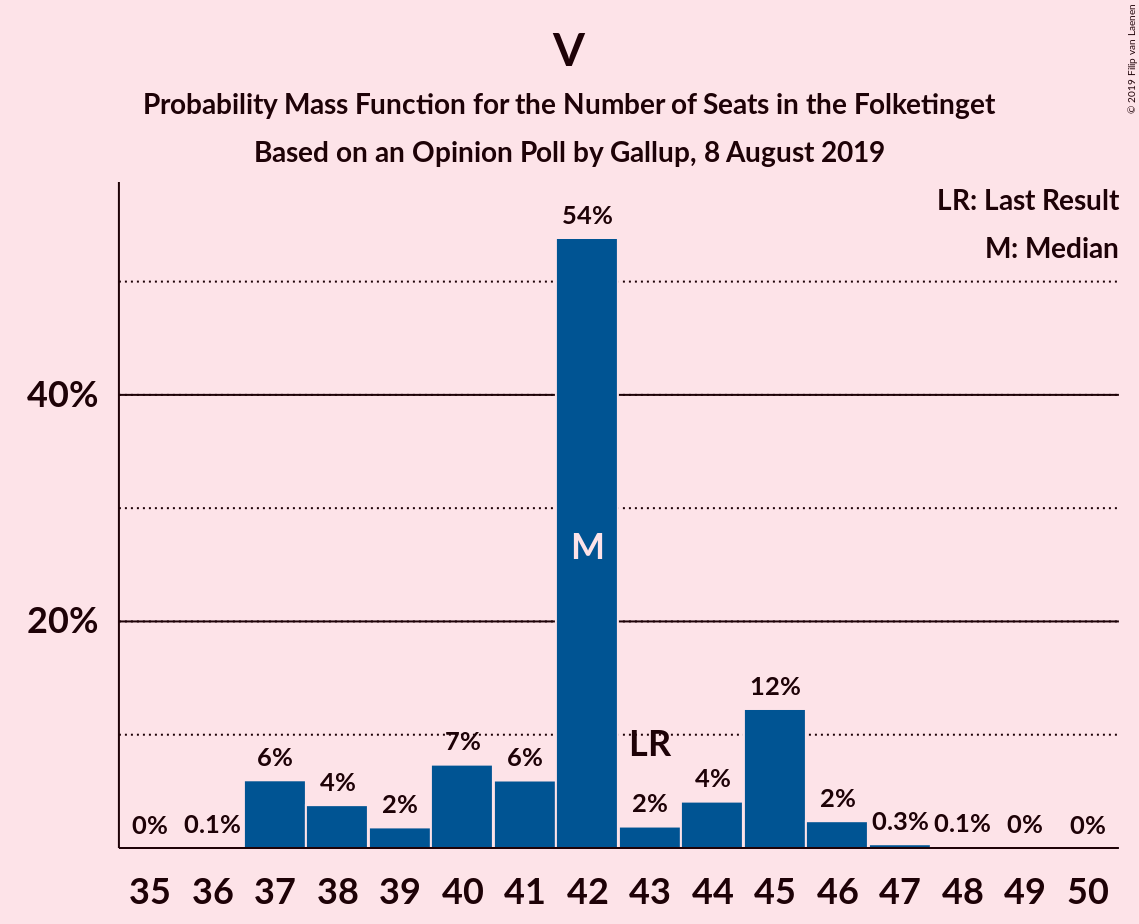 V
Probability Mass Function for the Number of Seats in the Folketinget
Based on an Opinion Poll by Gallup, 8 August 2019
© 2019 Filip van Laenen
LR: Last Result
M: Median
54%
40%
M
20%
12%
LR
7%
6%
6%
4%
4%
2%
2%
2%
0%
0.1%
0.3%
0.1%
0%
0%
35 36 37 38 39 40 41 42 43 44 45 46 47 48 49 50